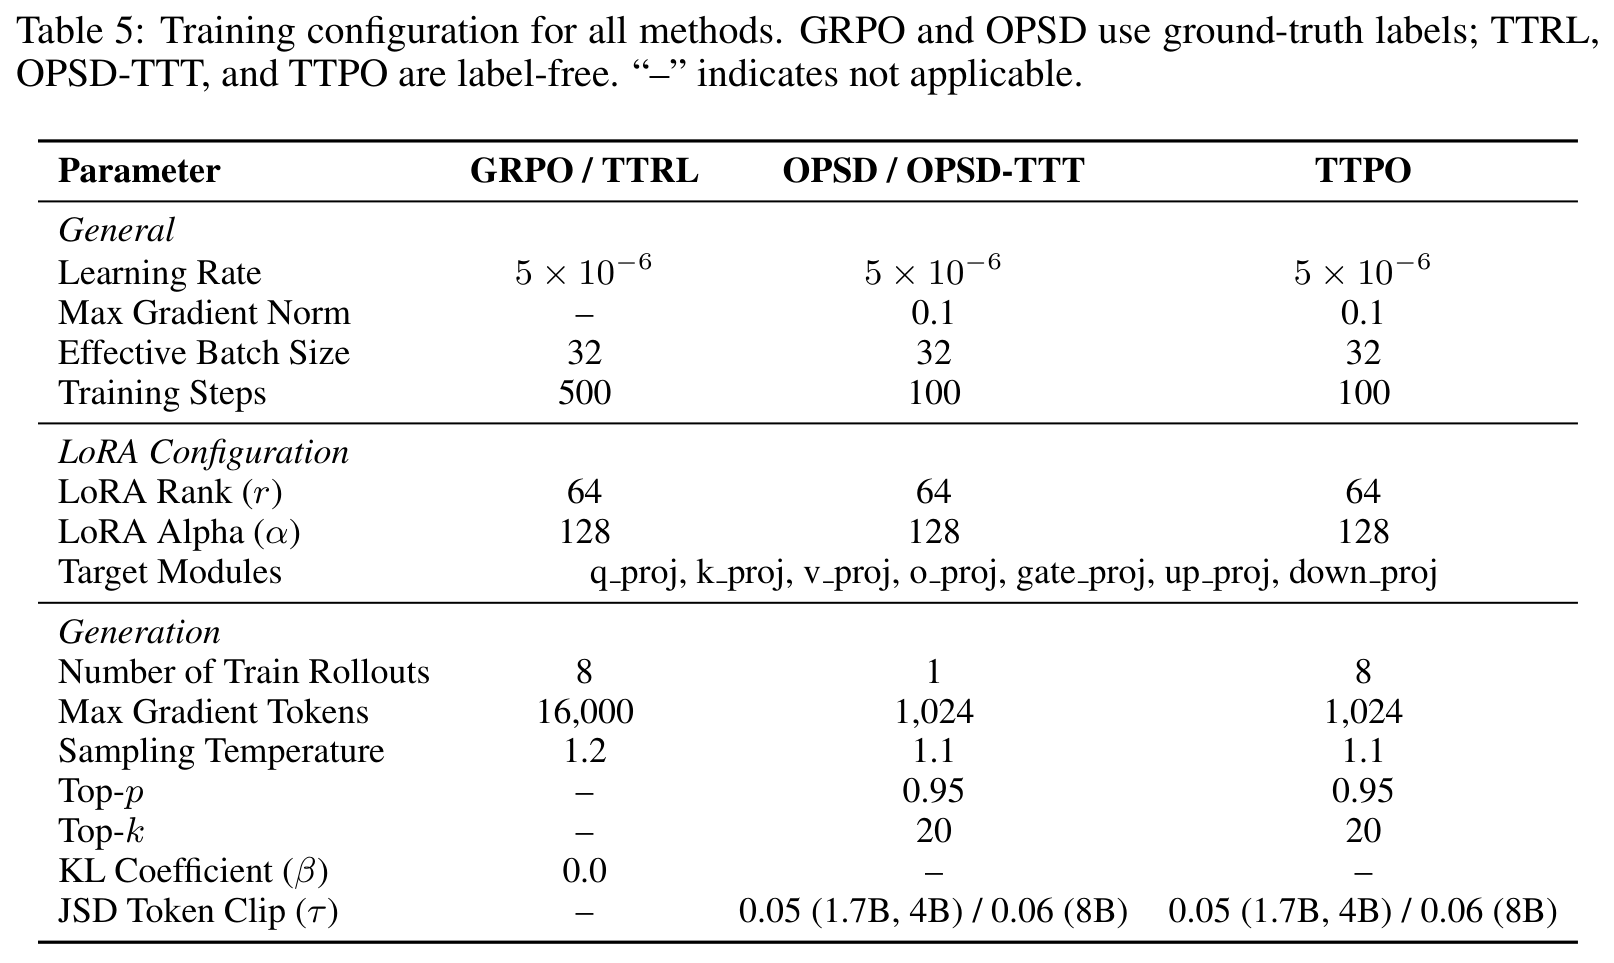 Table 5: Training configuration for all methods. GRPO and OPSD use ground-truth labels; TTRL,
OPSD-TTT, and TTPO are label-free. “–” indicates not applicable.
Parameter GRPO / TTRL OPSD / OPSD-TTT TTPO
General
Learning Rate 5 × 10⁻⁶ 5 × 10⁻⁶ 5 × 10⁻⁶
Max Gradient Norm – 0.1 0.1
Effective Batch Size 32 32 32
Training Steps 500 100 100
LoRA Configuration
LoRA Rank (r) 64 64 64
LoRA Alpha (α) 128 128 128
Target Modules q_proj, k_proj, v_proj, o_proj, gate_proj, up_proj, down_proj
Generation
Number of Train Rollouts 8 1 8
Max Gradient Tokens 16,000 1,024 1,024
Sampling Temperature 1.2 1.1 1.1
Top-p – 0.95 0.95
Top-k – 20 20
KL Coefficient (β) 0.0 – –
JSD Token Clip (τ) – 0.05 (1.7B, 4B) / 0.06 (8B) 0.05 (1.7B, 4B) / 0.06 (8B)